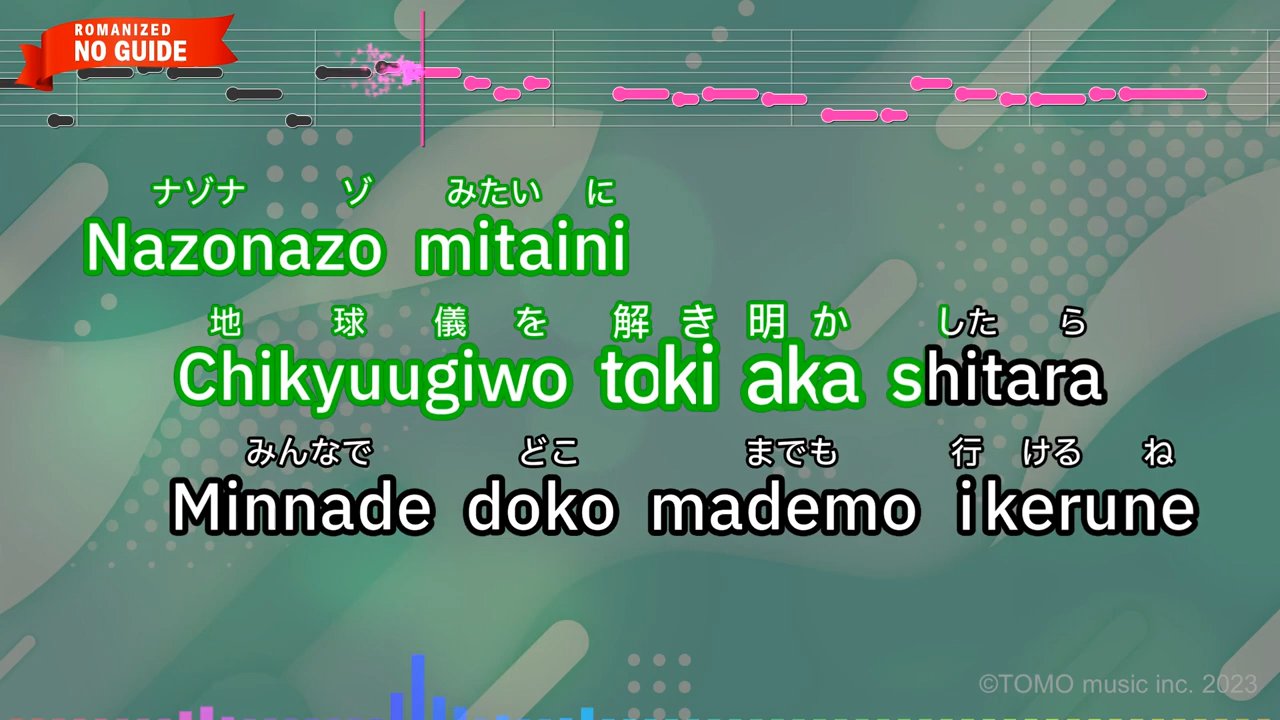 ROMANIZED
NO GUIDE
ナゾナ ゾ みたい に
Nazonazo mitaini
地 球 儀 を 解 き 明 か した ら
Chikyuugiwo toki aka shitara
みんなで どこ までも 行 ける ね
Minnade doko mademo ikerune
©TOMO music inc. 2023